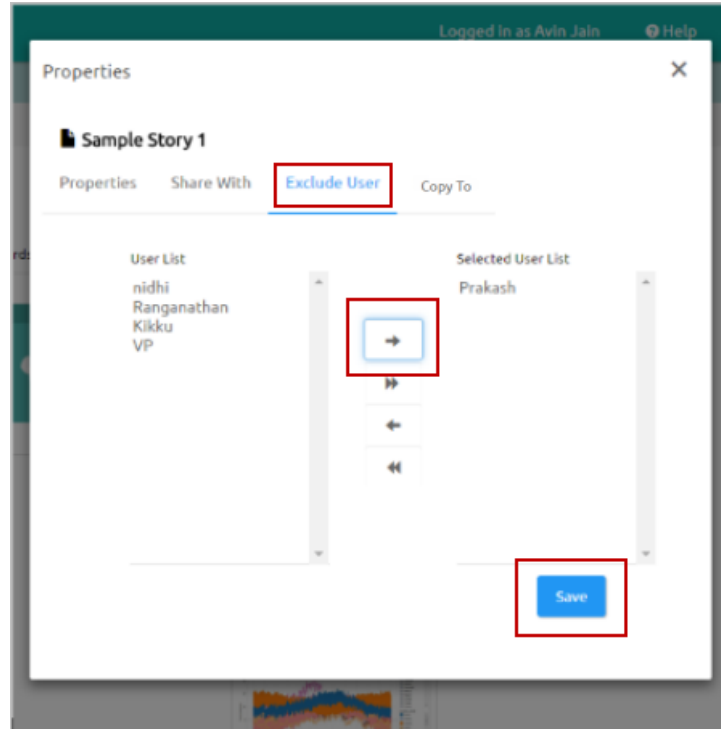 Logged in as Avin Jain Help
Properties
Sample Story 1
Properties Share With Exclude User Copy To
User List Selected User List
nidhi Prakash
Ranganathan
Kikku
VP
Save